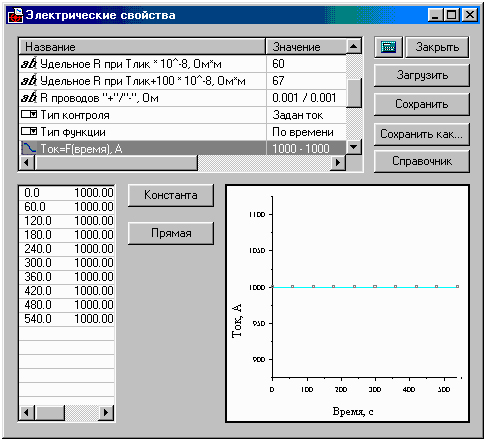 Электрические свойства
Название Значение
ab Удельное R при Tлик * 10^-8, Ом*м 60
ab Удельное R при Tлик+100 * 10^-8, Ом*м 67
ab R проводов "+"/"-", Ом 0.001 / 0.001
Тип контроля Задан ток
Тип функции По времени
Ток=F(время), А 1000 - 1000
Закрыть
Загрузить
Сохранить
Сохранить как...
Справочник
0.0 1000.00
60.0 1000.00
120.0 1000.00
180.0 1000.00
240.0 1000.00
300.0 1000.00
360.0 1000.00
420.0 1000.00
480.0 1000.00
540.0 1000.00
Константа
Прямая
Ток, А
1100
1050
1000
950
900
0 100 200 300 400 500
Время, с